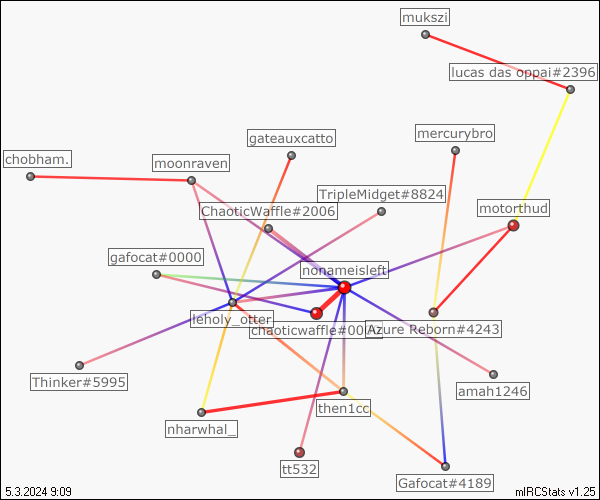 mukszi
lucas das oppai#2396
mercurybro
gateauxcatto
chobham.
moonraven
TripleMidget#8824
ChaoticWaffle#2006
motorthud
gafocat#0000
nonameisleft
leholy_otter
chaoticwaffle#0000
Azure Reborn#4243
Thinker#5995
amah1246
then1cc
nharwhal_
tt532
Gafocat#4189
5.3.2024 9:09
mIRCStats v1.25